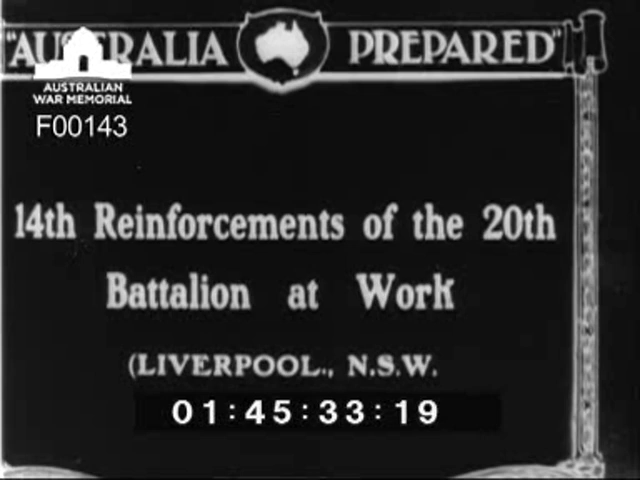 "AUSTRALIA PREPARED"
AUSTRALIAN
WAR MEMORIAL
F00143
14th Reinforcements of the 20th
Battalion at Work
(LIVERPOOL., N.S.W.
01:45:33:19